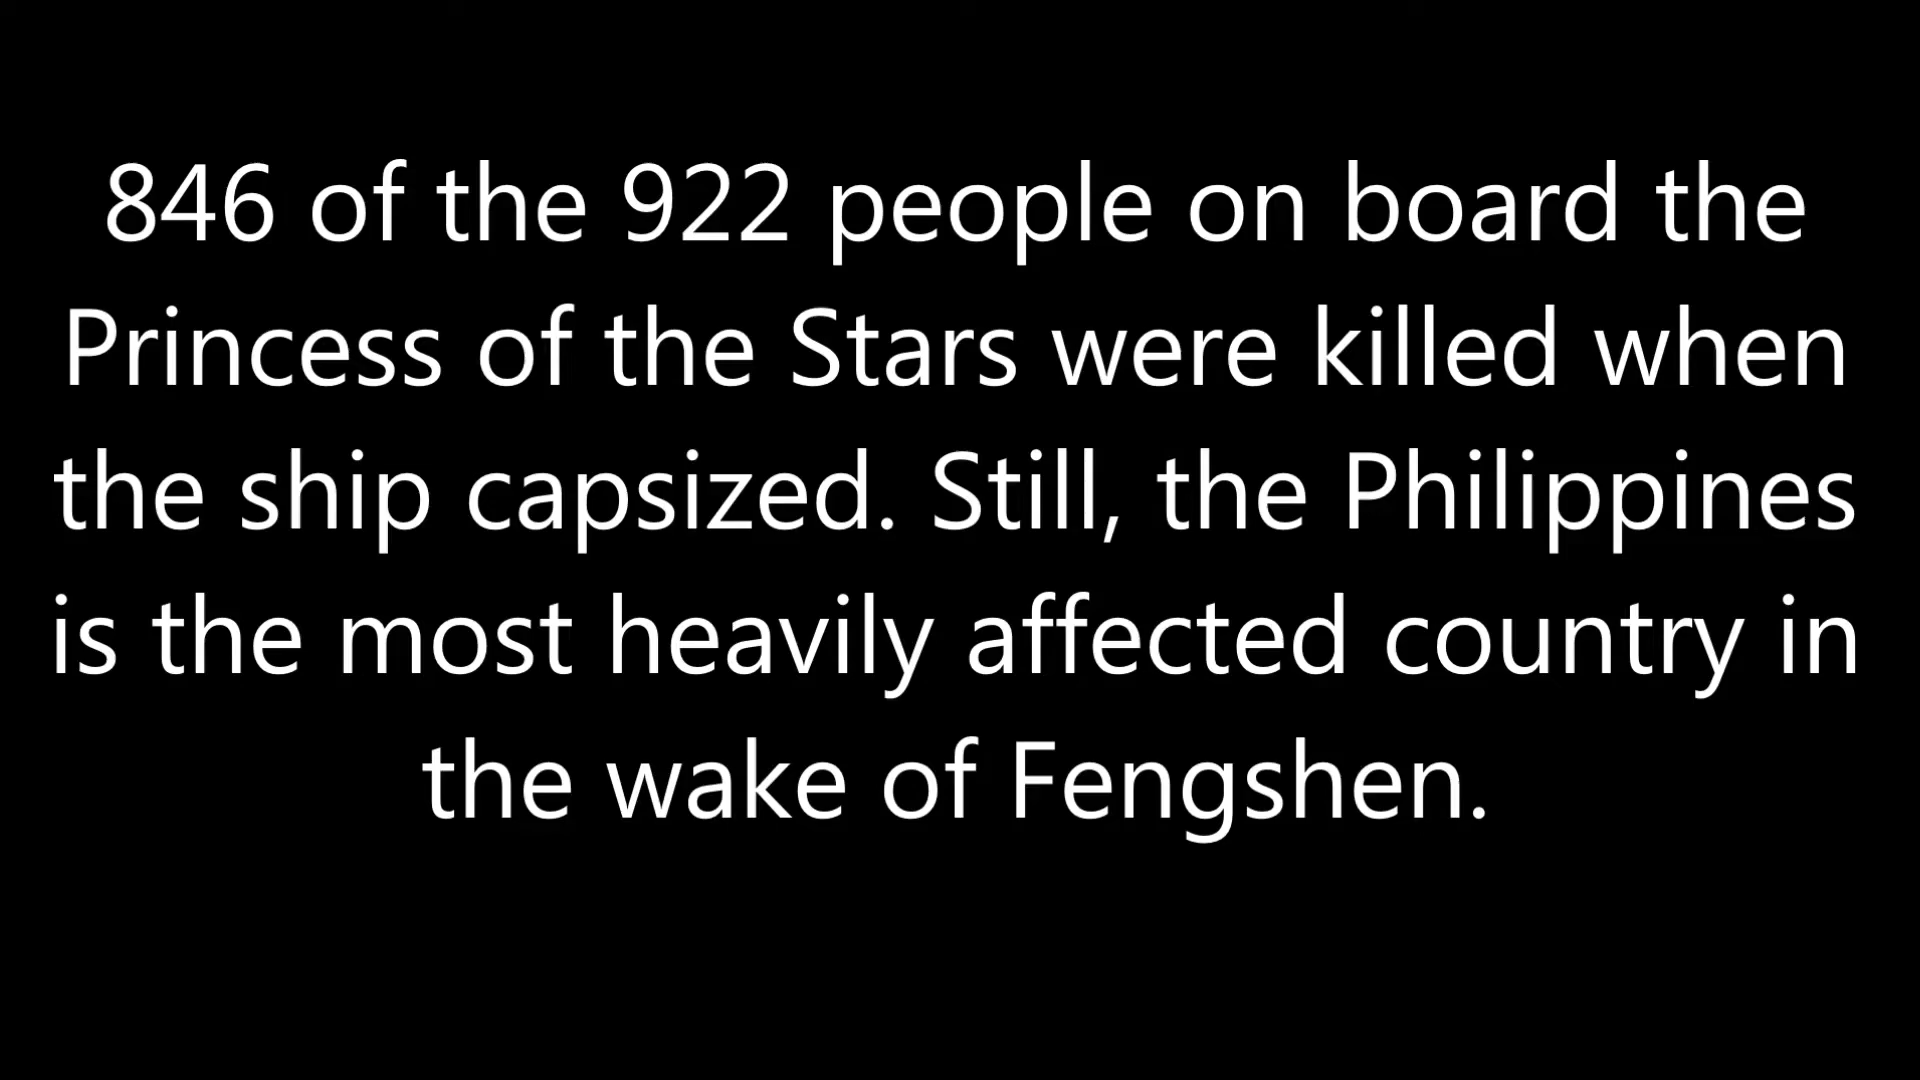 846 of the 922 people on board the
Princess of the Stars were killed when
the ship capsized. Still, the Philippines
is the most heavily affected country in
the wake of Fengshen.